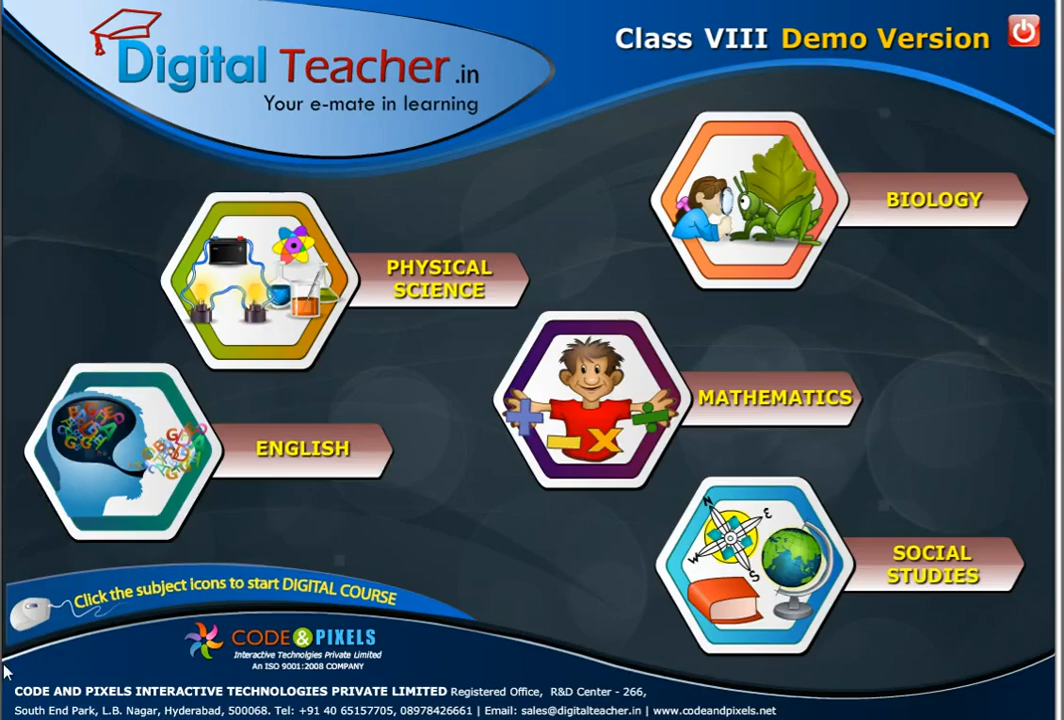 Digital Teacher.in
Your e-mate in learning
Class VIII Demo Version
BIOLOGY
PHYSICAL
SCIENCE
MATHEMATICS
ENGLISH
N
E
W
S
SOCIAL
STUDIES
Click the subject icons to start DIGITAL COURSE
CODE & PIXELS
Interactive Technolgies Private Limited
An ISO 9001:2008 COMPANY
CODE AND PIXELS INTERACTIVE TECHNOLOGIES PRIVATE LIMITED Registered Office, R&D Center - 266,
South End Park, L.B. Nagar, Hyderabad, 500068. Tel: +91 40 65157705, 08978426661 | Email: sales@digitalteacher.in | www.codeandpixels.net